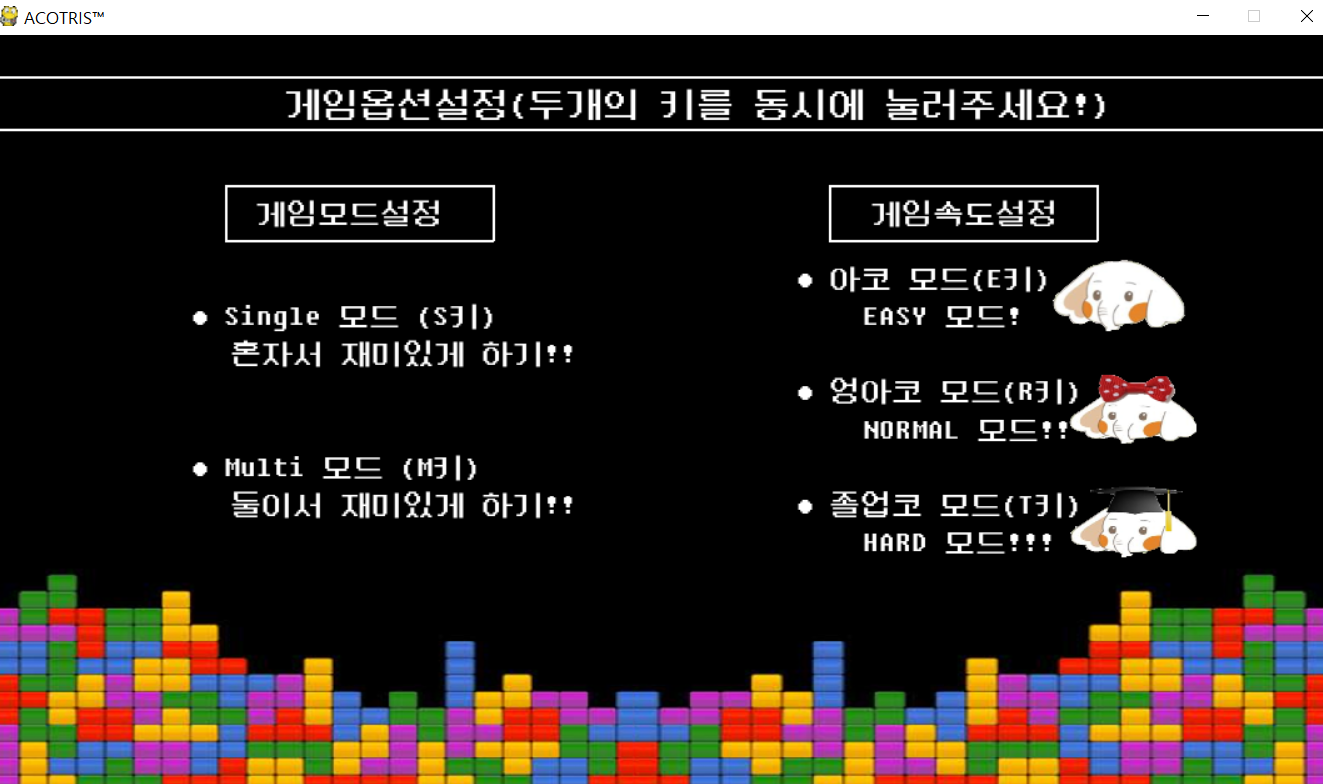 ACOTRIS™
게임옵션설정(두개의 키를 동시에 눌러주세요!)
게임모드설정
● Single 모드 (S키)
혼자서 재미있게 하기!!
● Multi 모드 (M키)
둘이서 재미있게 하기!!
게임속도설정
● 아코 모드(E키)
EASY 모드!
● 엉아코 모드(R키)
NORMAL 모드!!
● 졸업코 모드(T키)
HARD 모드!!!